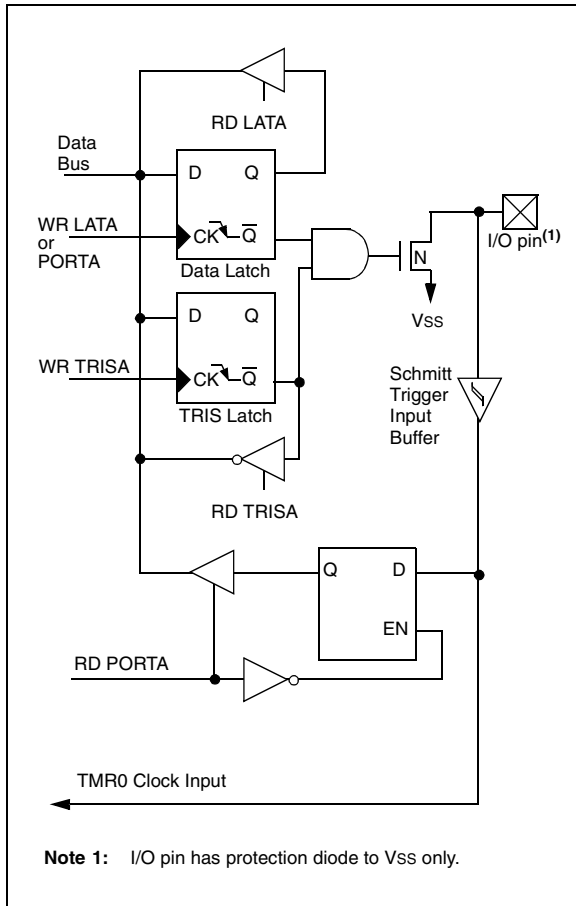 RD LATA
Data
Bus
D Q
WR LATA
or
PORTA
CK Q̅
Data Latch
N
I/O pin(1)
VSS
D Q
WR TRISA
CK Q̅
TRIS Latch
Schmitt
Trigger
Input
Buffer
RD TRISA
Q D
EN
RD PORTA
TMR0 Clock Input
Note 1: I/O pin has protection diode to VSS only.